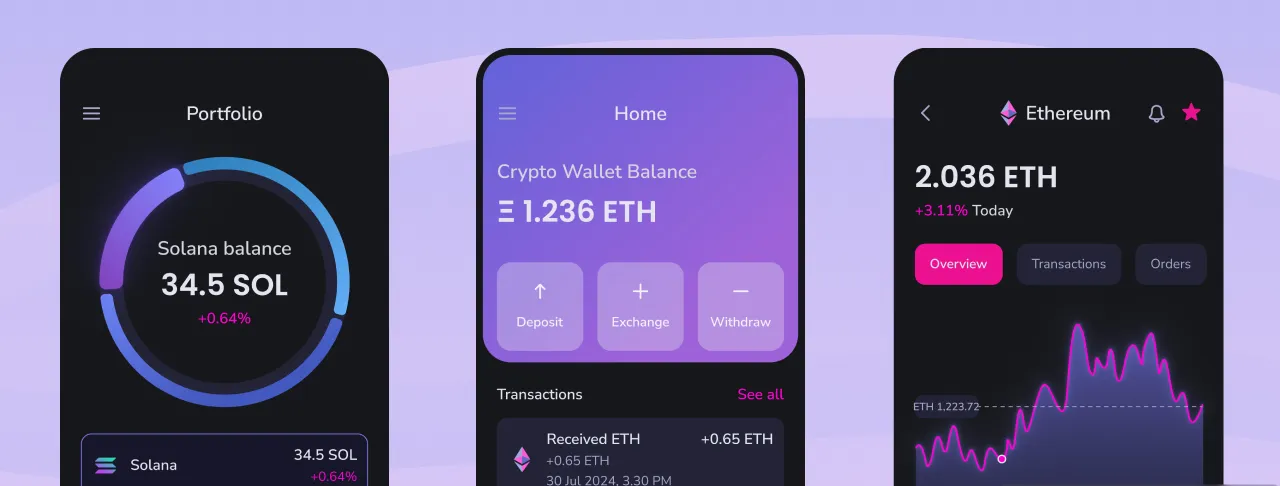 Portfolio
Solana balance
34.5 SOL
+0.64%
Solana
34.5 SOL
+0.64%
Home
Crypto Wallet Balance
Ξ 1.236 ETH
Deposit
Exchange
Withdraw
Transactions
See all
Received ETH
+0.65 ETH
+0.65 ETH
30 Jul 2024, 3.30 PM
Ethereum
2.036 ETH
+3.11% Today
Overview
Transactions
Orders
ETH 1,223.72